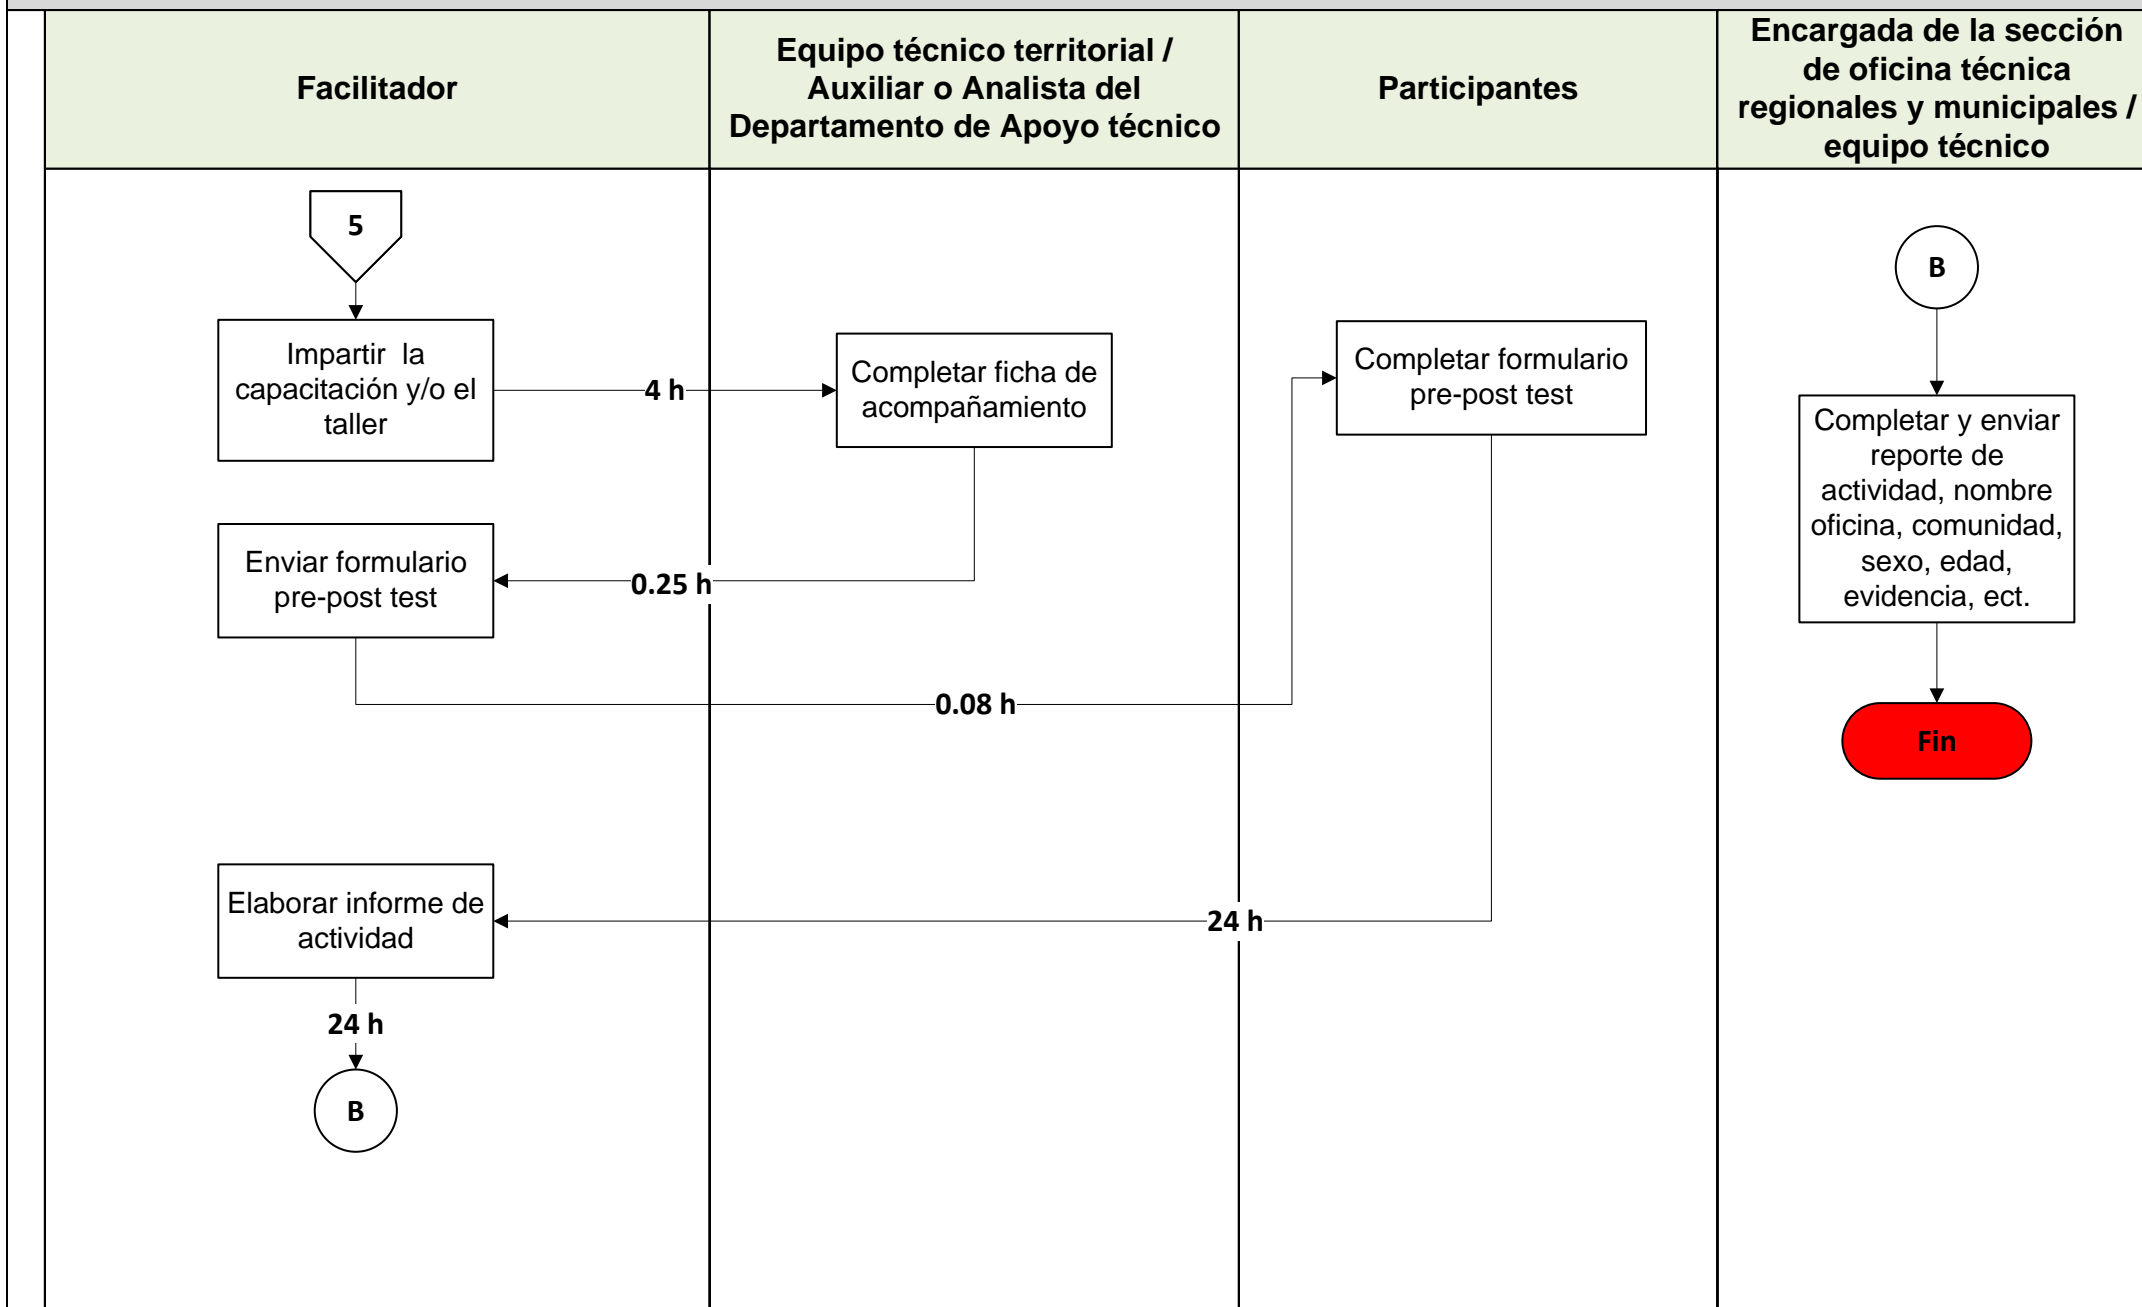 Facilitador
Equipo técnico territorial /
Auxiliar o Analista del
Departamento de Apoyo técnico
Participantes
Encargada de la sección
de oficina técnica
regionales y municipales /
equipo técnico
5
Impartir la
capacitación y/o el
taller
4 h
Completar ficha de
acompañamiento
Completar formulario
pre-post test
B
Completar y enviar
reporte de
actividad, nombre
oficina, comunidad,
sexo, edad,
evidencia, ect.
Enviar formulario
pre-post test
0.25 h
0.08 h
Fin
Elaborar informe de
actividad
24 h
24 h
B